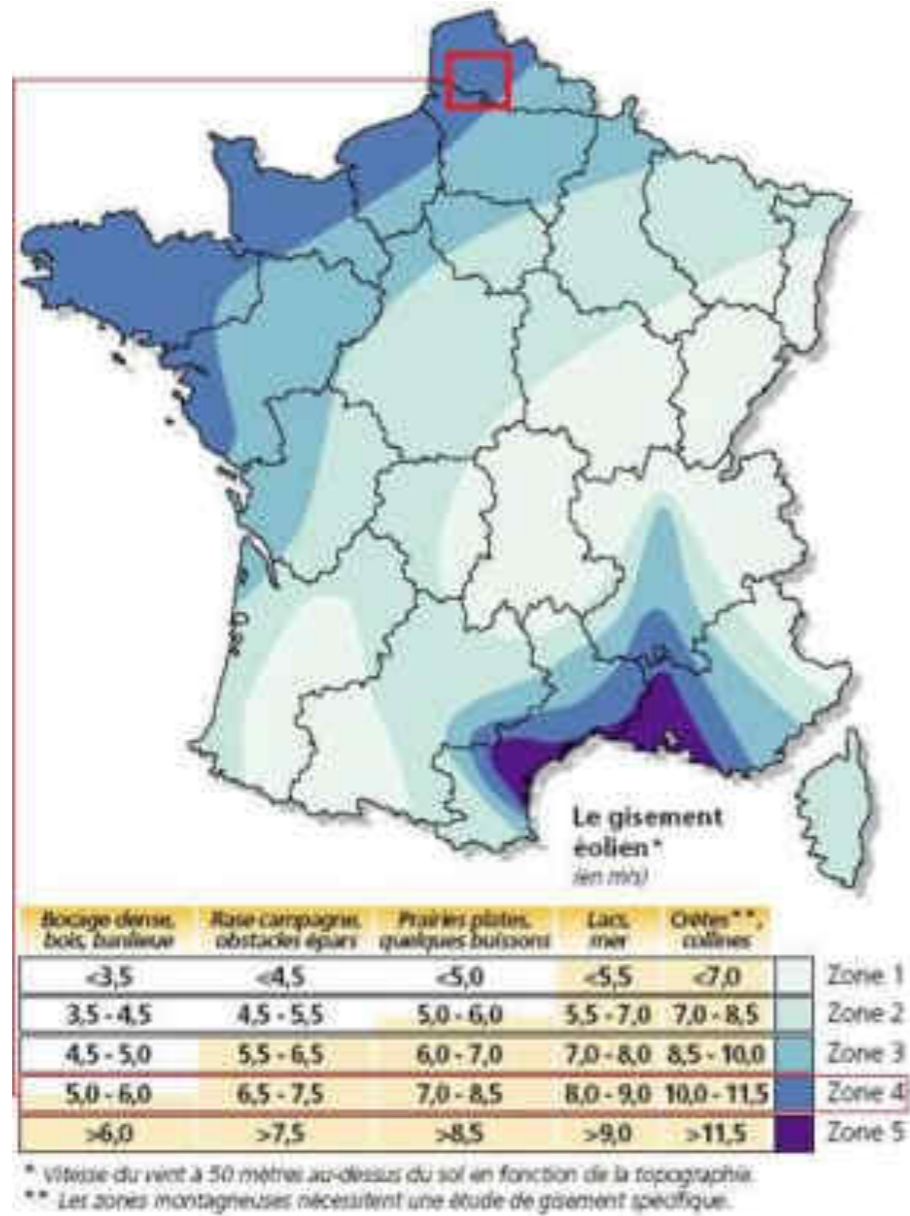 Le gisement
éolien*
(en m/s)
Bocage dense, bois, banlieue Rase campagne, obstacles épars Prairies plates, quelques buissons Lacs, mer Crêtes**, collines
<3,5 <4,5 <5,0 <5,5 <7,0 Zone 1
3,5 - 4,5 4,5 - 5,5 5,0 - 6,0 5,5 - 7,0 7,0 - 8,5 Zone 2
4,5 - 5,0 5,5 - 6,5 6,0 - 7,0 7,0 - 8,0 8,5 - 10,0 Zone 3
5,0 - 6,0 6,5 - 7,5 7,0 - 8,5 8,0 - 9,0 10,0 - 11,5 Zone 4
>6,0 >7,5 >8,5 >9,0 >11,5 Zone 5
* Vitesse du vent à 50 mètres au-dessus du sol en fonction de la topographie.
** Les zones montagneuses nécessitent une étude de gisement spécifique.